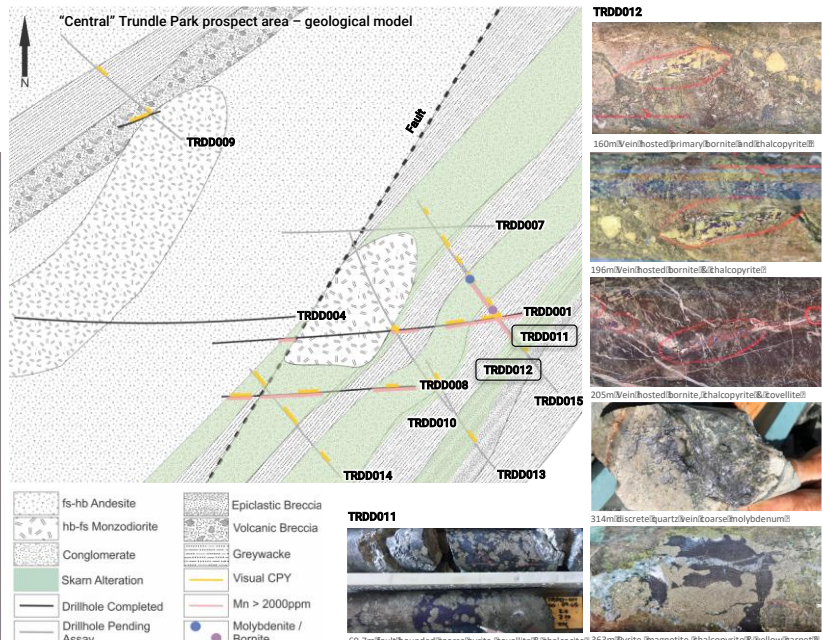 "Central" Trundle Park prospect area – geological model
N
Fault
TRDD009
TRDD007
TRDD004
TRDD001
TRDD011
TRDD012
TRDD008
TRDD015
TRDD010
TRDD014
TRDD013
fs-hb Andesite
hb-fs Monzodiorite
Conglomerate
Skarn Alteration
Drillhole Completed
Drillhole Pending
Assay
Epiclastic Breccia
Volcanic Breccia
Greywacke
Visual CPY
Mn > 2000ppm
Molybdenite /
Bornite
TRDD011
TRDD012
160m Vein hosted primary bornite and chalcopyrite
196m Vein hosted bornite & chalcopyrite
205m Vein hosted bornite, chalcopyrite & covellite
314m discrete quartz vein coarse molybdenum